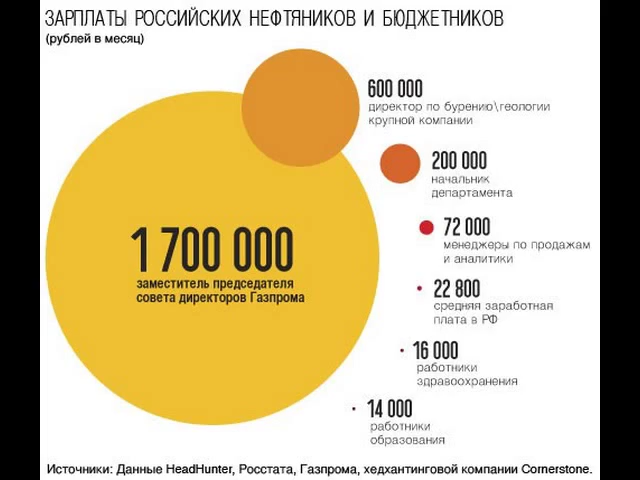 ЗАРПЛАТЫ РОССИЙСКИХ НЕФТЯНИКОВ И БЮДЖЕТНИКОВ
(рублей в месяц)
600 000
директор по бурению\геологии
крупной компании
200 000
начальник
департамента
1 700 000
заместитель председателя
совета директоров Газпрома
72 000
менеджеры по продажам
и аналитики
22 800
средняя заработная
плата в РФ
16 000
работники
здравоохранения
14 000
работники
образования
Источники: Данные HeadHunter, Росстата, Газпрома, хедхантинговой компании Cornerstone.